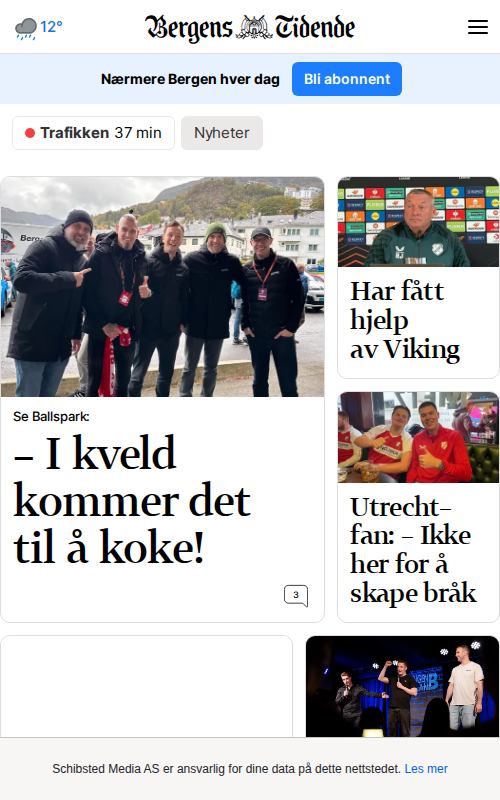 12°
Bergens Tidende
Nærmere Bergen hver dag
Bli abonnent
Trafikken 37 min
Nyheter
Se Ballspark:
– I kveld
kommer det
til å koke!
3
Har fått
hjelp
av Viking
Utrecht-
fan: – Ikke
her for å
skape bråk
Schibsted Media AS er ansvarlig for dine data på dette nettstedet. Les mer